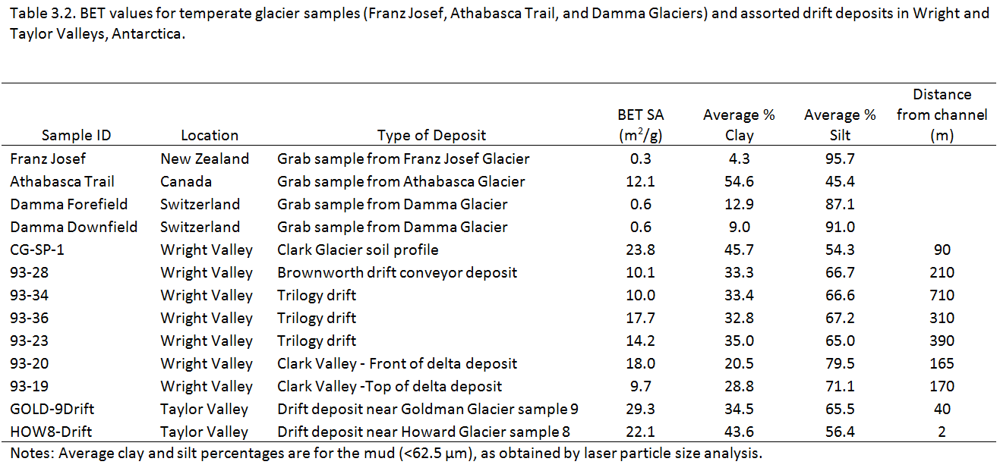 Table 3.2. BET values for temperate glacier samples (Franz Josef, Athabasca Trail, and Damma Glaciers) and assorted drift deposits in Wright and
Taylor Valleys, Antarctica.
Distance
BET SA Average % Average % from channel
Sample ID Location Type of Deposit (m²/g) Clay Silt (m)
Franz Josef New Zealand Grab sample from Franz Josef Glacier 0.3 4.3 95.7
Athabasca Trail Canada Grab sample from Athabasca Glacier 12.1 54.6 45.4
Damma Forefield Switzerland Grab sample from Damma Glacier 0.6 12.9 87.1
Damma Downfield Switzerland Grab sample from Damma Glacier 0.6 9.0 91.0
CG-SP-1 Wright Valley Clark Glacier soil profile 23.8 45.7 54.3 90
93-28 Wright Valley Brownworth drift conveyor deposit 10.1 33.3 66.7 210
93-34 Wright Valley Trilogy drift 10.0 33.4 66.6 710
93-36 Wright Valley Trilogy drift 17.7 32.8 67.2 310
93-23 Wright Valley Trilogy drift 14.2 35.0 65.0 390
93-20 Wright Valley Clark Valley - Front of delta deposit 18.0 20.5 79.5 165
93-19 Wright Valley Clark Valley -Top of delta deposit 9.7 28.8 71.1 170
GOLD-9Drift Taylor Valley Drift deposit near Goldman Glacier sample 9 29.3 34.5 65.5 40
HOW8-Drift Taylor Valley Drift deposit near Howard Glacier sample 8 22.1 43.6 56.4 2
Notes: Average clay and silt percentages are for the mud (<62.5 µm), as obtained by laser particle size analysis.